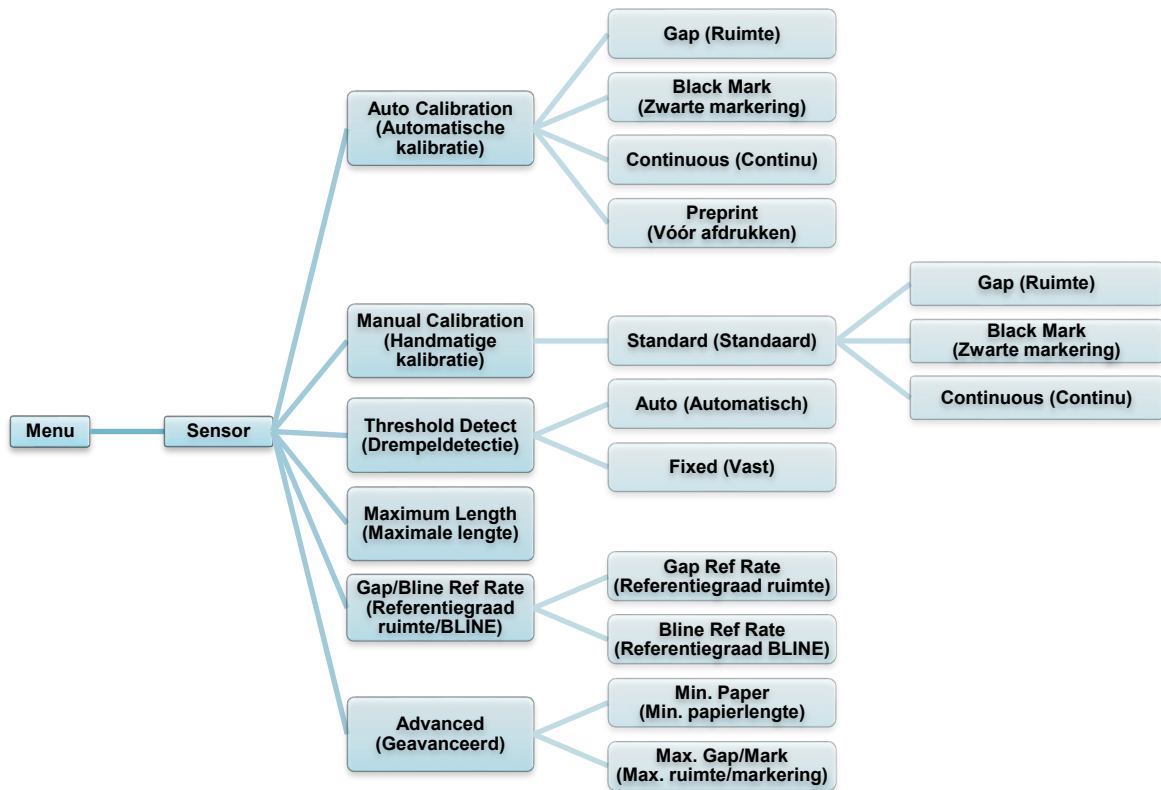 Menu
Sensor
Auto Calibration
(Automatische
kalibratie)
Gap (Ruimte)
Black Mark
(Zwarte markering)
Continuous (Continu)
Preprint
(Vóór afdrukken)
Manual Calibration
(Handmatige
kalibratie)
Standard (Standaard)
Gap (Ruimte)
Black Mark
(Zwarte markering)
Continuous (Continu)
Threshold Detect
(Drempeldetectie)
Auto (Automatisch)
Fixed (Vast)
Maximum Length
(Maximale lengte)
Gap/Bline Ref Rate
(Referentiegraad
ruimte/BLINE)
Gap Ref Rate
(Referentiegraad ruimte)
Bline Ref Rate
(Referentiegraad BLINE)
Advanced
(Geavanceerd)
Min. Paper
(Min. papierlengte)
Max. Gap/Mark
(Max. ruimte/markering)